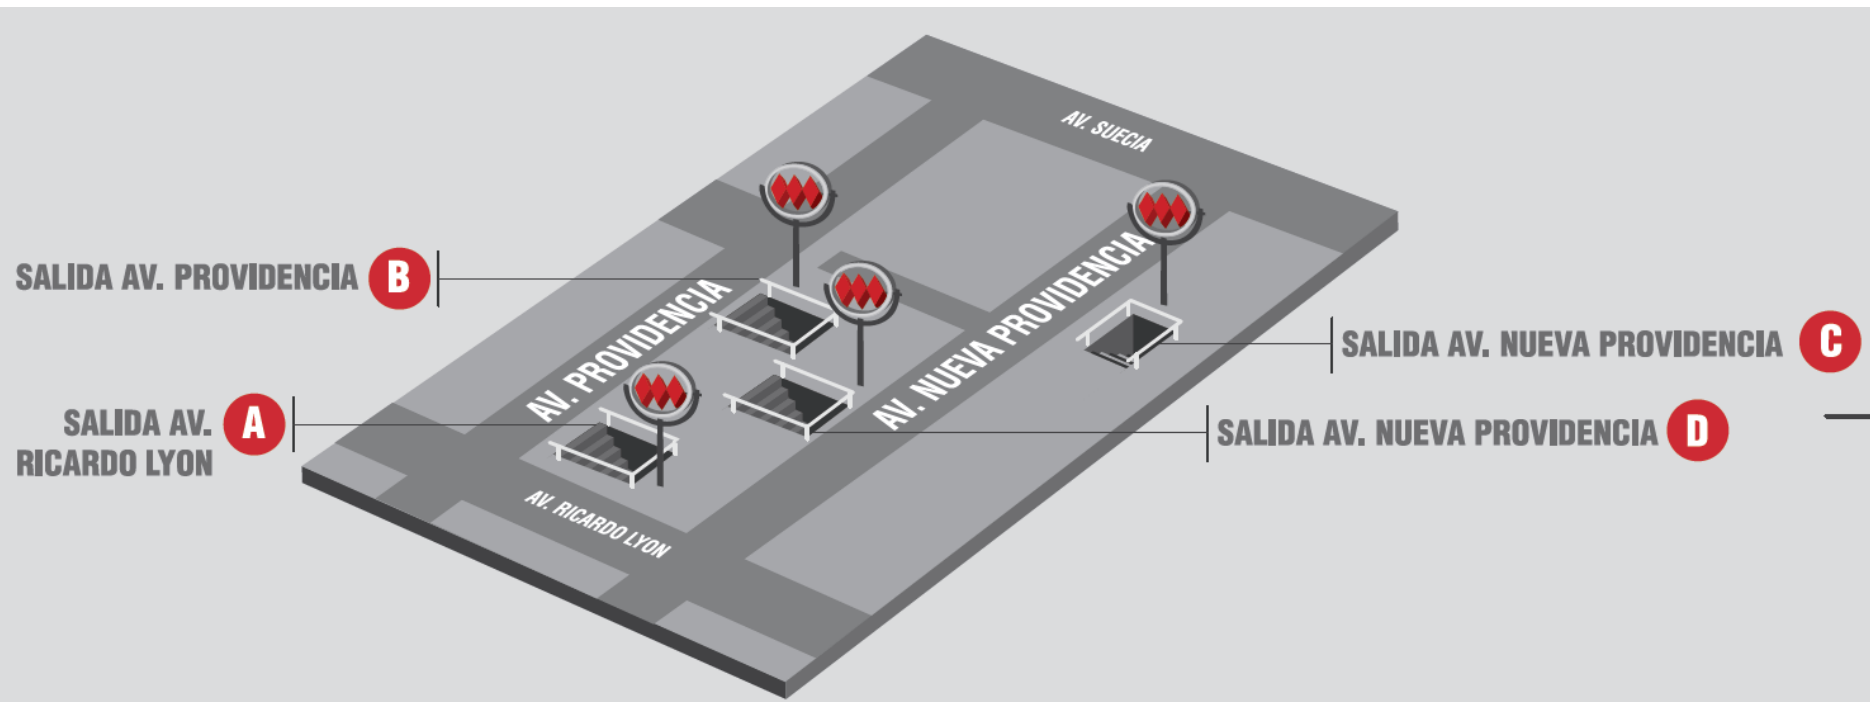 AV. SUECIA
SALIDA AV. PROVIDENCIA B
AV. PROVIDENCIA
AV. NUEVA PROVIDENCIA
SALIDA AV. NUEVA PROVIDENCIA C
SALIDA AV.
RICARDO LYON A
SALIDA AV. NUEVA PROVIDENCIA D
AV. RICARDO LYON